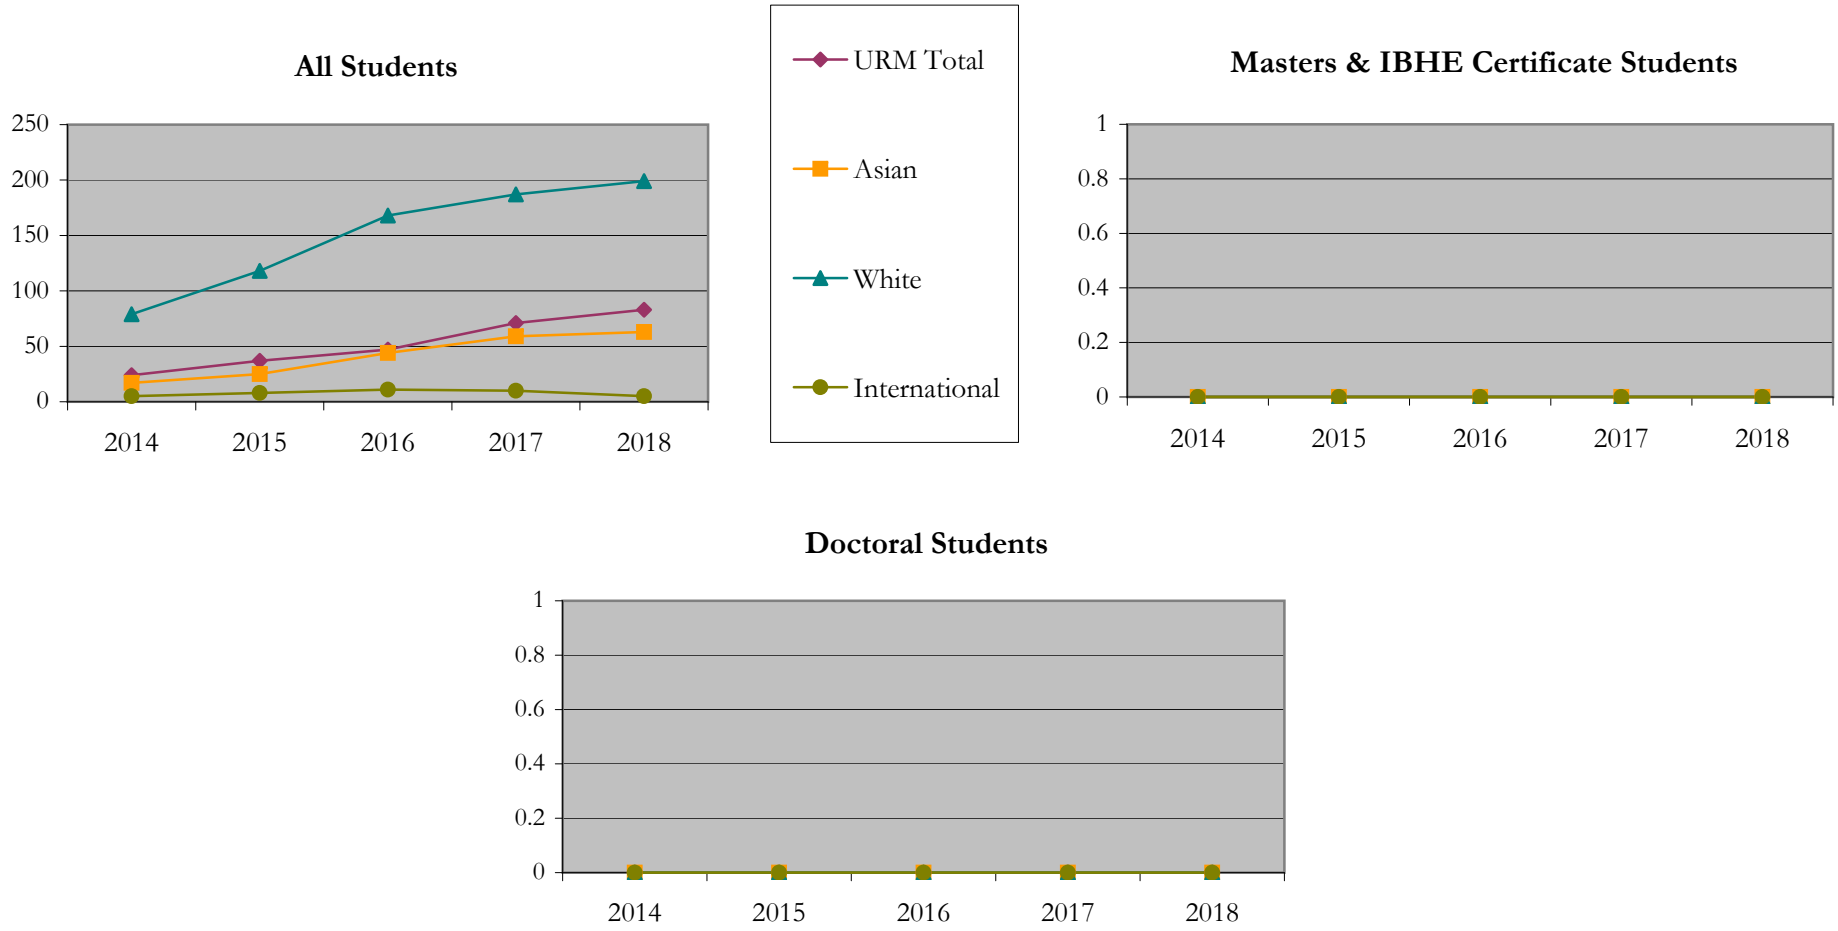 All Students
250
200
150
100
50
0
2014 2015 2016 2017 2018
URM Total
Asian
White
International
Masters & IBHE Certificate Students
1
0.8
0.6
0.4
0.2
0
2014 2015 2016 2017 2018
Doctoral Students
1
0.8
0.6
0.4
0.2
0
2014 2015 2016 2017 2018